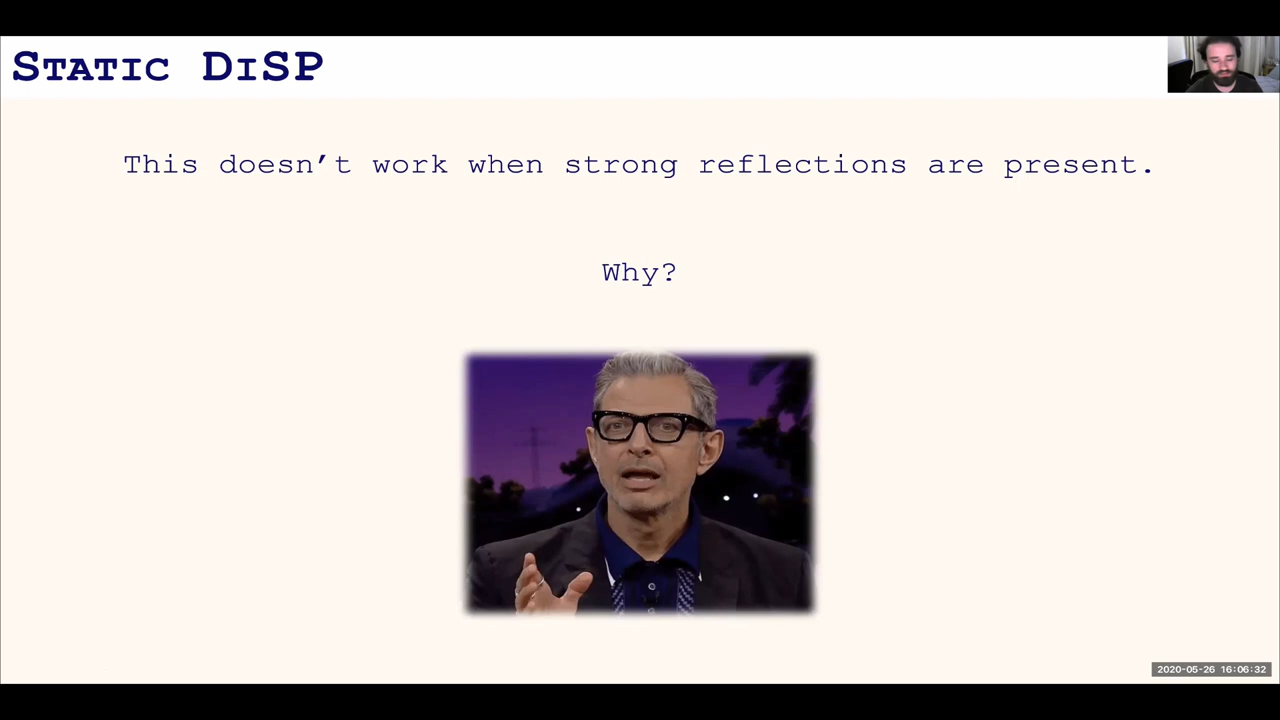 Static DiSP
This doesn’t work when strong reflections are present.
Why?
2020-05-26 16:06:32